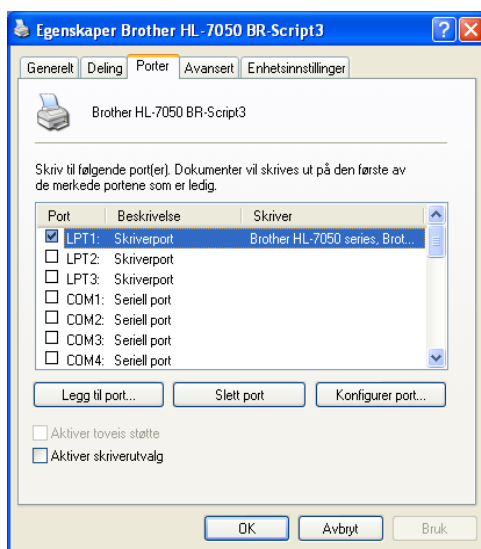 Egenskaper Brother HL-7050 BR-Script3
Generelt Deling Porter Avansert Enhetsinnstillinger
Brother HL-7050 BR-Script3
Skriv til følgende port(er). Dokumenter vil skrives ut på den første av
de merkede portene som er ledig.
Port Beskrivelse Skriver
LPT1: Skriverport Brother HL-7050 series, Brot...
LPT2: Skriverport
LPT3: Skriverport
COM1: Seriell port
COM2: Seriell port
COM3: Seriell port
COM4: Seriell port
Legg til port... Slett port Konfigurer port...
Aktiver toveis støtte
Aktiver skriverutvalg
OK Avbryt Bruk